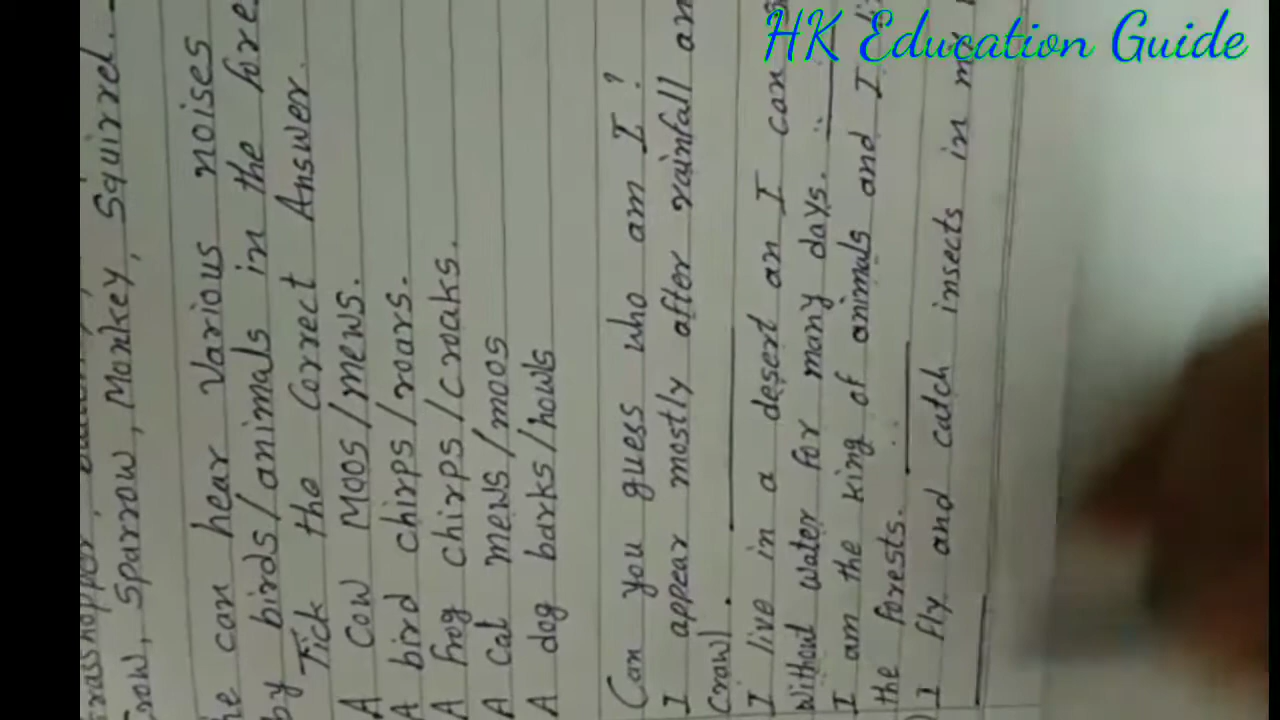 HK Education Guide
Sparrow, Monkey, Squirrel.
can hear various noises
by birds/animals in the
Tick the Correct Answer.
A Cow Moos/mews.
A bird chirps/roars.
A frog chirps/croaks.
A Cat mews/moos
A dog barks/howls
Can you guess who am I?
I appear mostly after rainfall an
Crawl.
I live in a desert an I can
Without water for many days.
I am the king of animals and I
the forests.
I fly and catch insects in